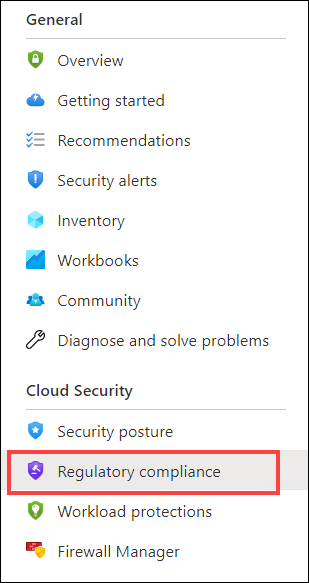 General
Overview
Getting started
Recommendations
Security alerts
Inventory
Workbooks
Community
Diagnose and solve problems
Cloud Security
Security posture
Regulatory compliance
Workload protections
Firewall Manager